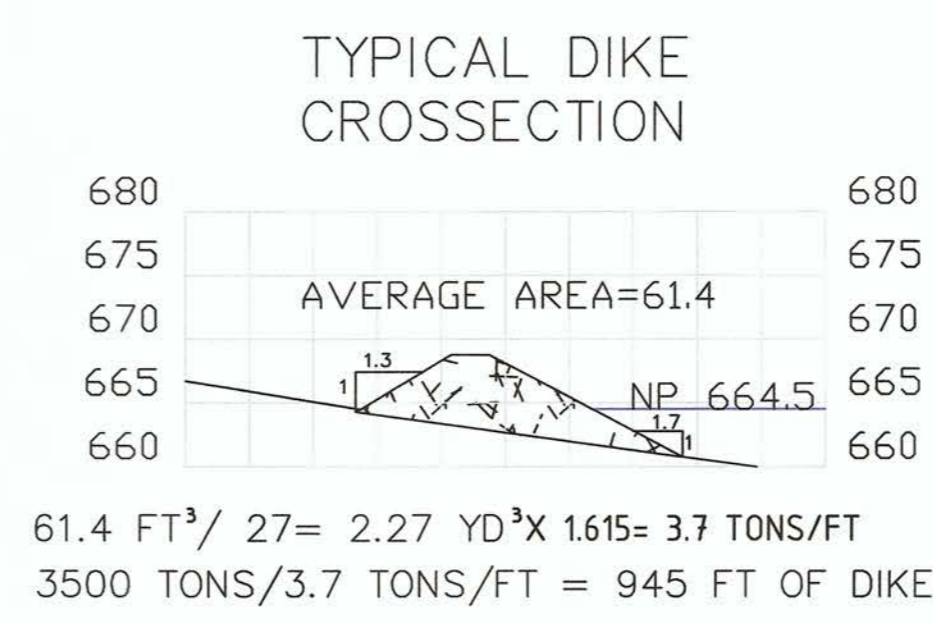 TYPICAL DIKE
CROSSECTION
680 680
675 675
AVERAGE AREA=61.4
670 670
1.3
1
665 NP 664.5 665
1.7
1
660 660
61.4 FT³/ 27= 2.27 YD³X 1.615= 3.7 TONS/FT
3500 TONS/3.7 TONS/FT = 945 FT OF DIKE